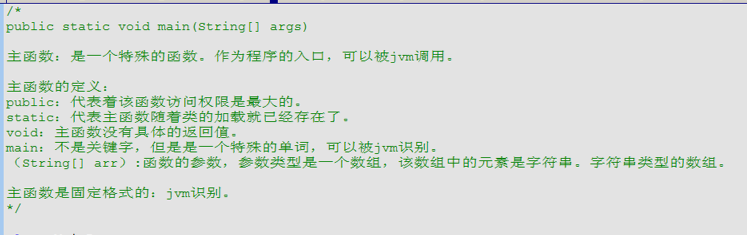 /*
public static void main(String[] args)
主函数：是一个特殊的函数。作为程序的入口，可以被jvm调用。
主函数的定义：
public：代表着该函数访问权限是最大的。
static：代表主函数随着类的加载就已经存在了。
void：主函数没有具体的返回值。
main：不是关键字，但是是一个特殊的单词，可以被jvm识别。
（String[] arr）:函数的参数，参数类型是一个数组，该数组中的元素是字符串。字符串类型的数组。
主函数是固定格式的：jvm识别。
*/